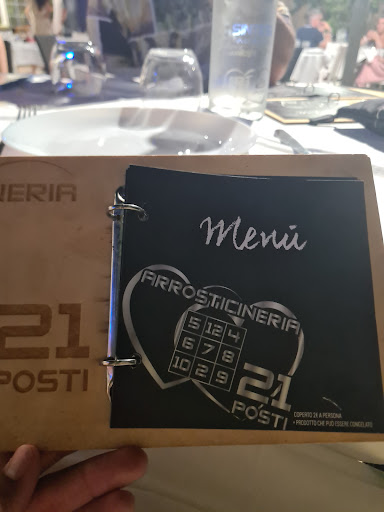 NERIA
21
POSTI
Menú
ARROSTICINERIA
5 12 4
6 7 8
10 2 9
21
POSTI
COPERTO 2€ A PERSONA
• PRODOTTO CHE PUÒ ESSERE CONGELATO